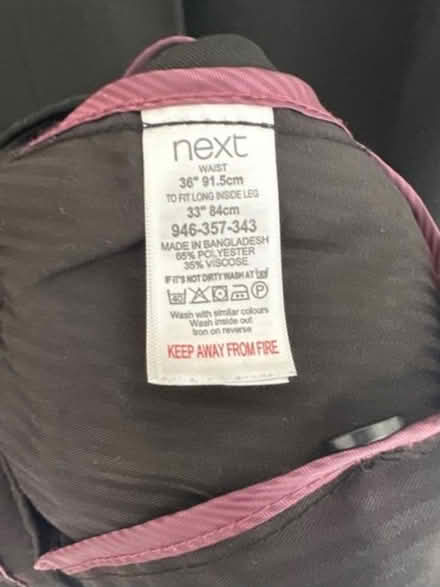 next
WAIST
36" 91.5cm
TO FIT LONG INSIDE LEG
33" 84cm
946-357-343
MADE IN BANGLADESH
65% POLYESTER
35% VISCOSE
IF IT'S NOT DIRTY WASH AT
Wash with similar colours
Wash inside out
Iron on reverse
KEEP AWAY FROM FIRE